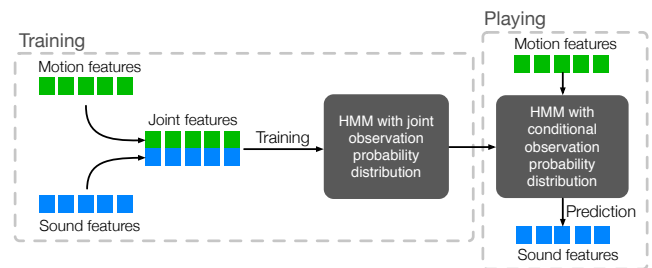 Training
Motion features
Joint features
Sound features
Training
HMM with joint
observation
probability
distribution
Playing
Motion features
HMM with
conditional
observation
probability
distribution
Prediction
Sound features